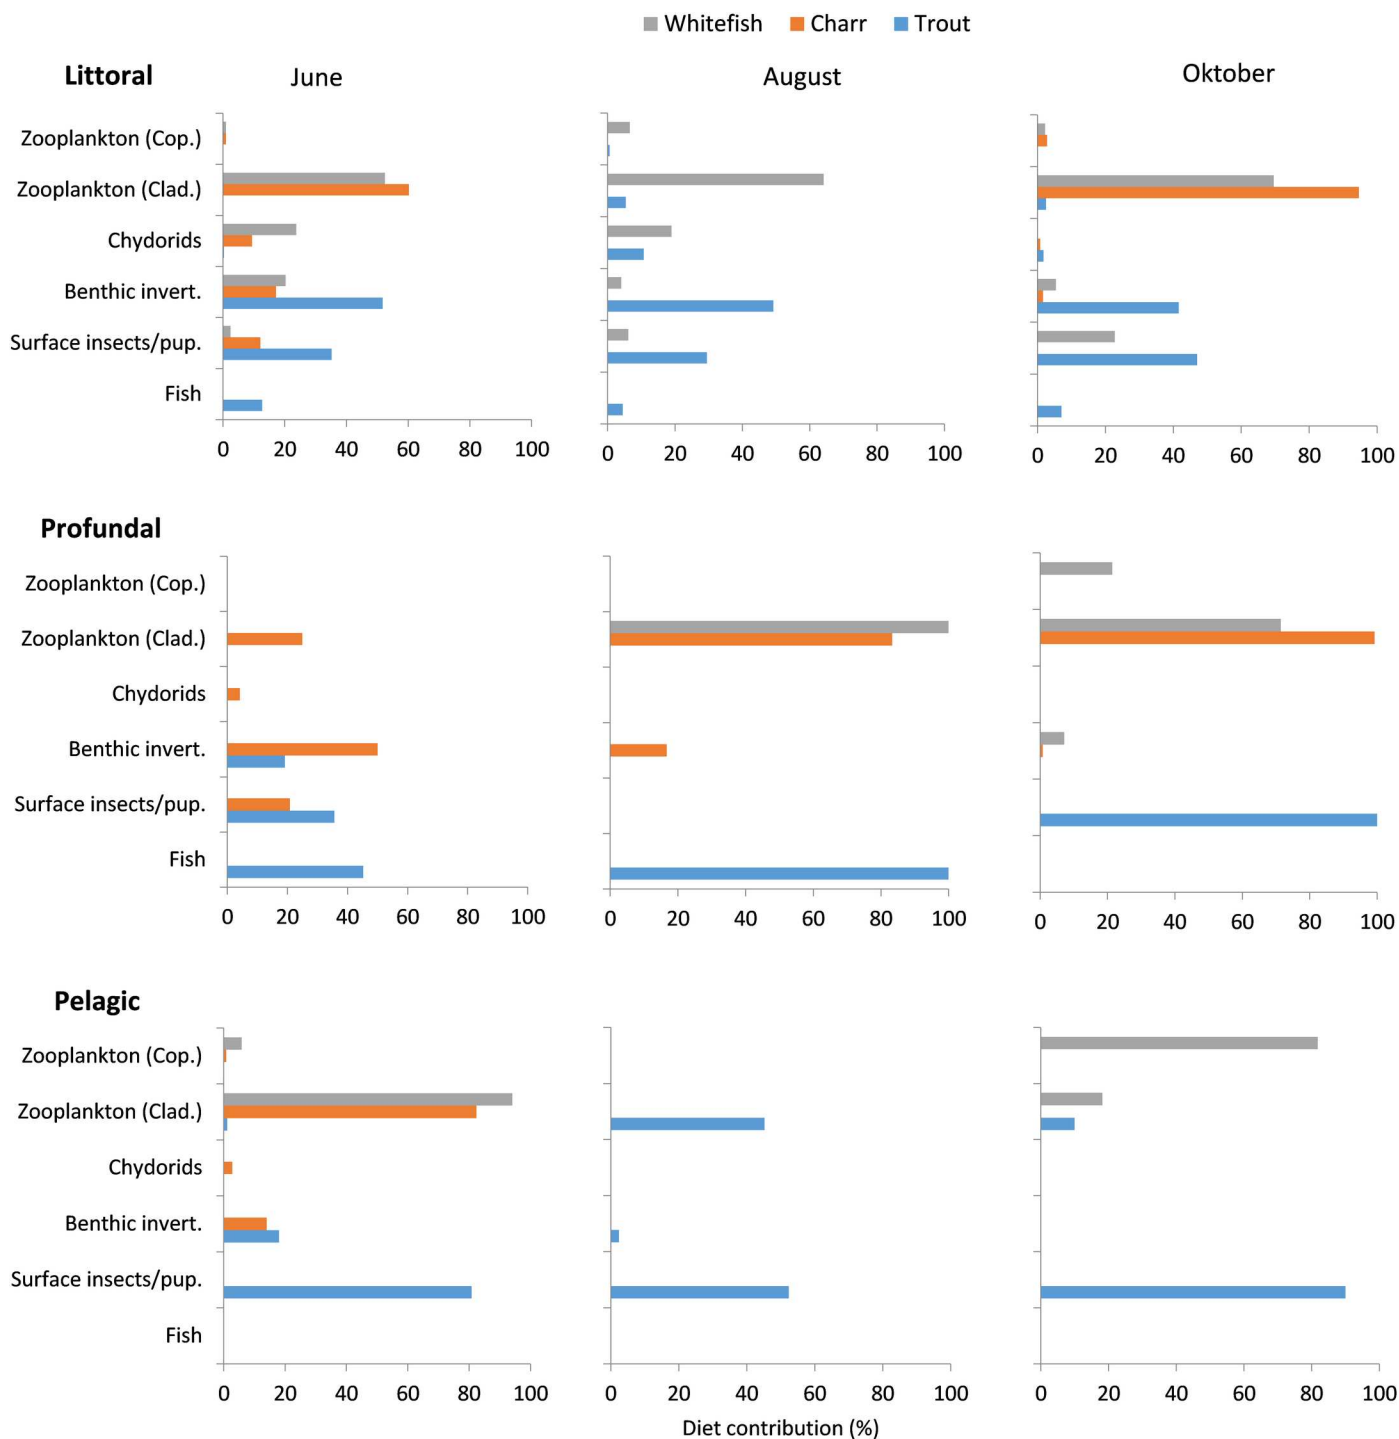 Whitefish Charr Trout
Littoral June August Oktober
Zooplankton (Cop.)
Zooplankton (Clad.)
Chydorids
Benthic invert.
Surface insects/pup.
Fish
0 20 40 60 80 100 0 20 40 60 80 100 0 20 40 60 80 100
Profundal
Zooplankton (Cop.)
Zooplankton (Clad.)
Chydorids
Benthic invert.
Surface insects/pup.
Fish
0 20 40 60 80 100 0 20 40 60 80 100 0 20 40 60 80 100
Pelagic
Zooplankton (Cop.)
Zooplankton (Clad.)
Chydorids
Benthic invert.
Surface insects/pup.
Fish
0 20 40 60 80 100 0 20 40 60 80 100 0 20 40 60 80 100
Diet contribution (%)